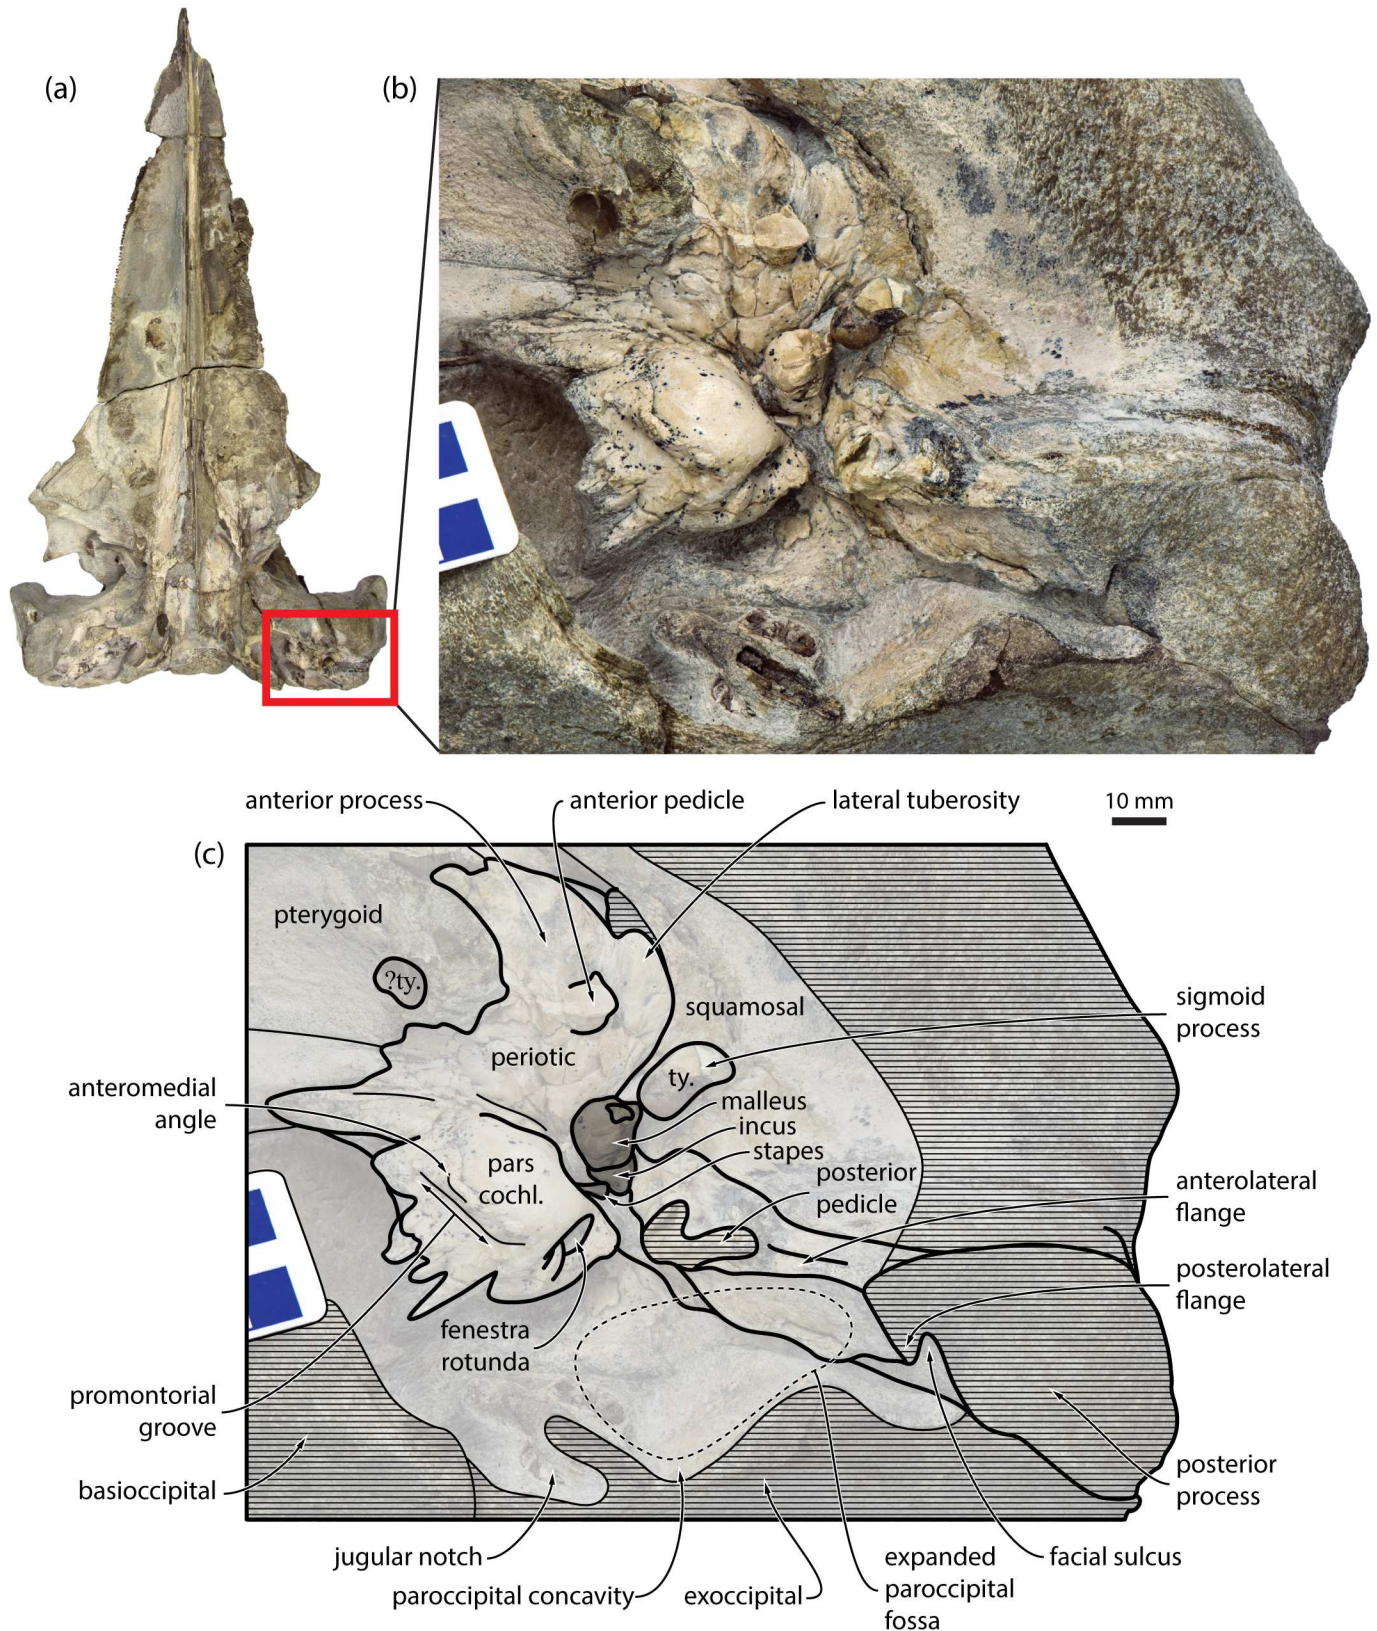 (a)
(b)
anterior process
anterior pedicle
lateral tuberosity
10 mm
(c)
pterygoid
?ty.
squamosal
sigmoid
process
periotic
ty.
anteromedial
angle
malleus
incus
stapes
pars
cochl.
posterior
pedicle
anterolateral
flange
posterolateral
flange
fenestra
rotunda
promontorial
groove
basioccipital
posterior
process
jugular notch
paroccipital concavity
exoccipital
expanded
paroccipital
fossa
facial sulcus